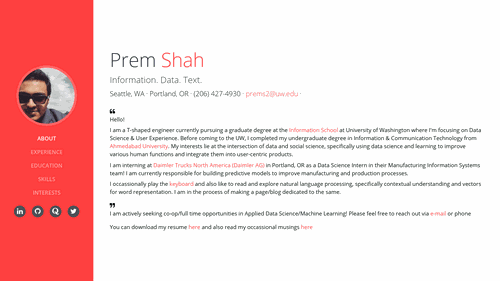 Prem Shah
Information. Data. Text.
Seattle, WA · Portland, OR · (206) 427-4930 · prems2@uw.edu ·
ABOUT
EXPERIENCE
EDUCATION
SKILLS
INTERESTS
❝
Hello!
I am a T-shaped engineer currently pursuing a graduate degree at the Information School at University of Washington where I'm focusing on Data
Science & User Experience. Before coming to the UW, I completed my undergraduate degree in Information & Communication Technology from
Ahmedabad University. My interests lie at the intersection of data and social science, specifically using data science and learning to improve
various human functions and integrate them into user-centric products.
I am interning at Daimler Trucks North America (Daimler AG) in Portland, OR as a Data Science Intern in their Manufacturing Information Systems
team! I am currently responsible for building predictive models to improve manufacturing and production processes.
I occassionally play the keyboard and also like to read and explore natural language processing, specifically contextual understanding and vectors
for word representation. I am in the process of making a page/blog dedicated to the same.
❞
I am actively seeking co-op/full time opportunities in Applied Data Science/Machine Learning! Please feel free to reach out via e-mail or phone
You can download my resume here and also read my occassional musings here